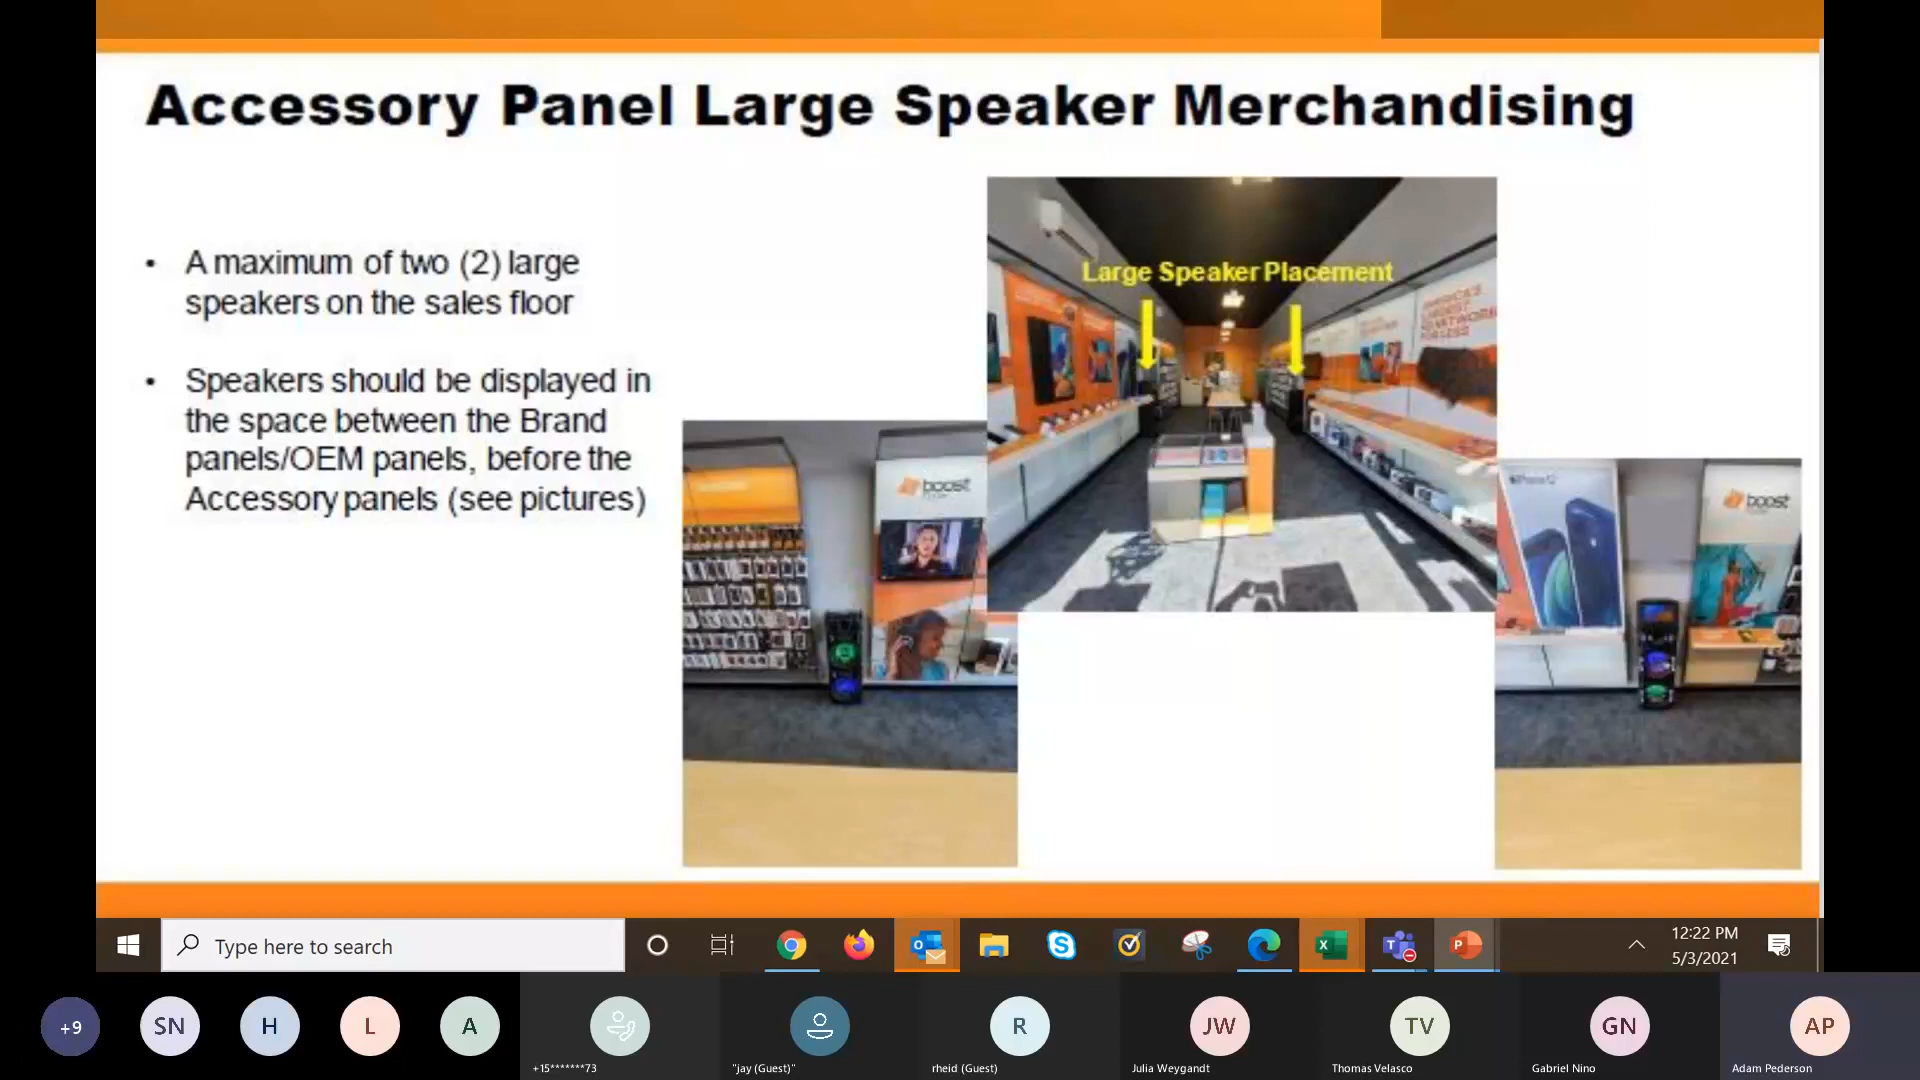 Accessory Panel Large Speaker Merchandising
• A maximum of two (2) large
speakers on the sales floor
• Speakers should be displayed in
the space between the Brand
panels/OEM panels, before the
Accessory panels (see pictures)
Large Speaker Placement
boost
boost
Type here to search
12:22 PM
5/3/2021
+9
SN
H
L
A
R
JW
TV
GN
AP
+15*******73
"jay (Guest)"
rheid (Guest)
Julia Weygandt
Thomas Velasco
Gabriel Nino
Adam Pederson